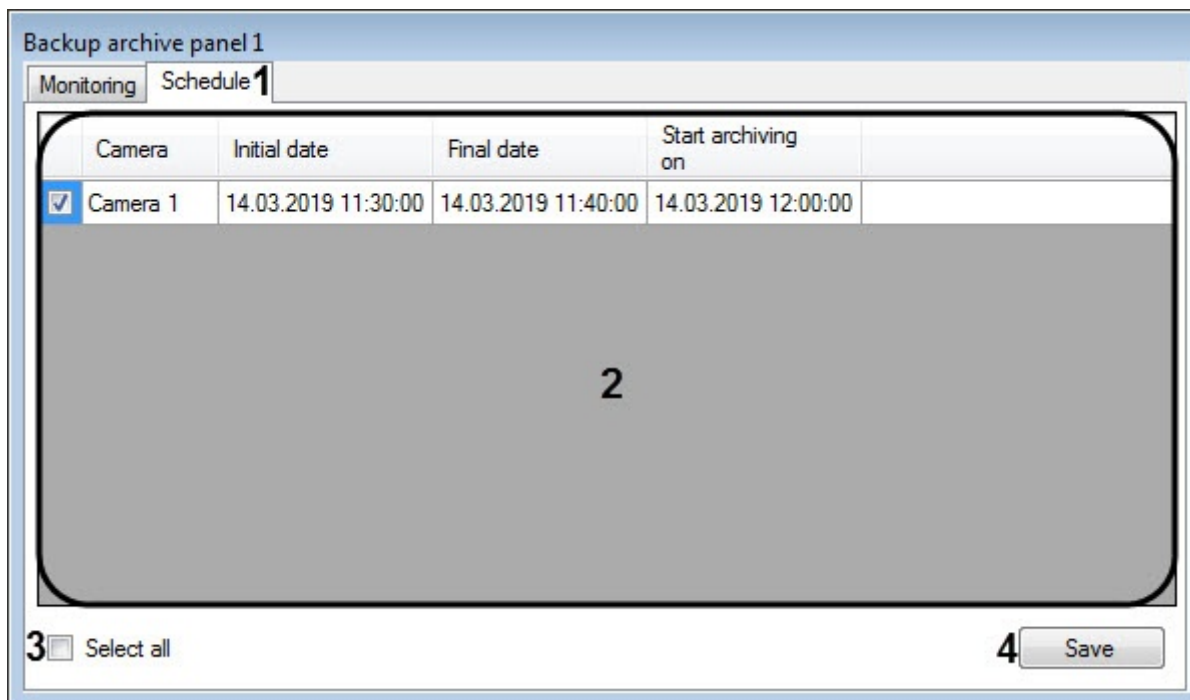 Backup archive panel 1
Monitoring Schedule 1
Camera Initial date Final date Start archiving on
Camera 1 14.03.2019 11:30:00 14.03.2019 11:40:00 14.03.2019 12:00:00
2
3 Select all 4 Save